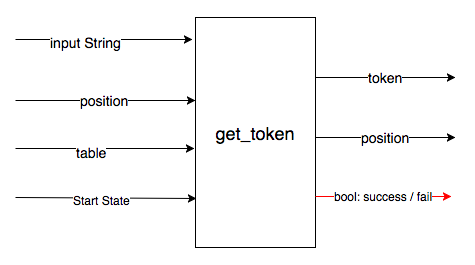 input String
position
table
Start State
get_token
token
position
bool: success / fail